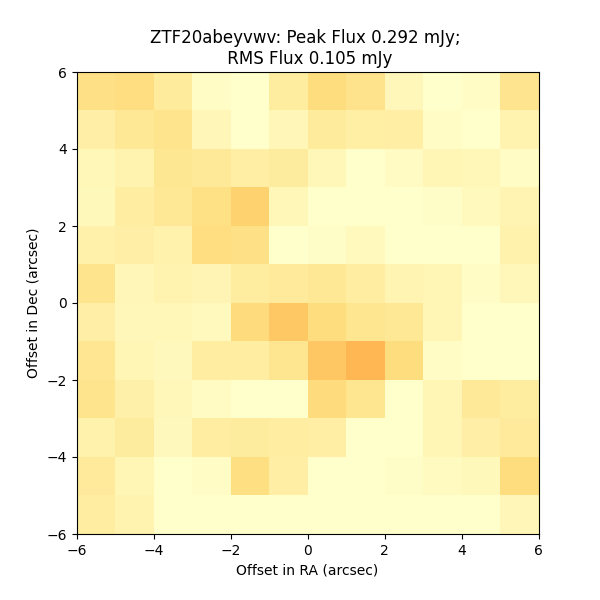 ZTF20abeyvwv: Peak Flux 0.292 mJy;
RMS Flux 0.105 mJy
6
4
2
0
−2
−4
−6
Offset in Dec (arcsec)
−6 −4 −2 0 2 4 6
Offset in RA (arcsec)